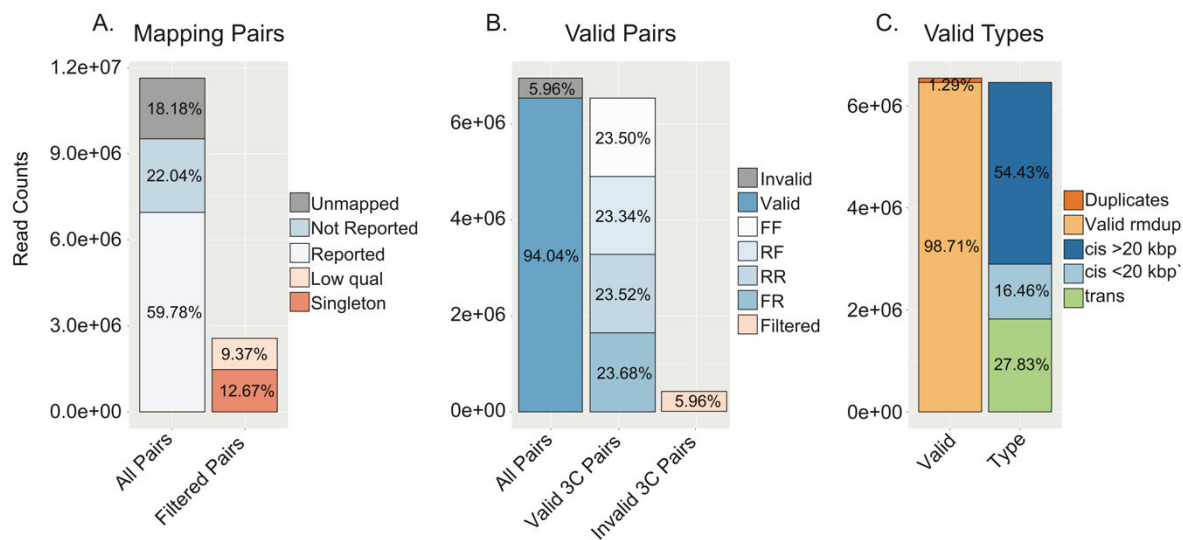 A. Mapping Pairs
Read Counts
1.2e+07
9.0e+06
6.0e+06
3.0e+06
0.0e+00
18.18%
22.04%
59.78%
9.37%
12.67%
All Pairs
Filtered Pairs
Unmapped
Not Reported
Reported
Low qual
Singleton
B. Valid Pairs
6e+06
4e+06
2e+06
0e+00
5.96%
94.04%
23.50%
23.34%
23.52%
23.68%
5.96%
All Pairs
Valid 3C Pairs
Invalid 3C Pairs
Invalid
Valid
FF
RF
RR
FR
Filtered
C. Valid Types
6e+06
4e+06
2e+06
0e+00
1.29%
98.71%
54.43%
16.46%
27.83%
Valid
Type
Duplicates
Valid rmdup
cis >20 kbp
cis <20 kbp`
trans